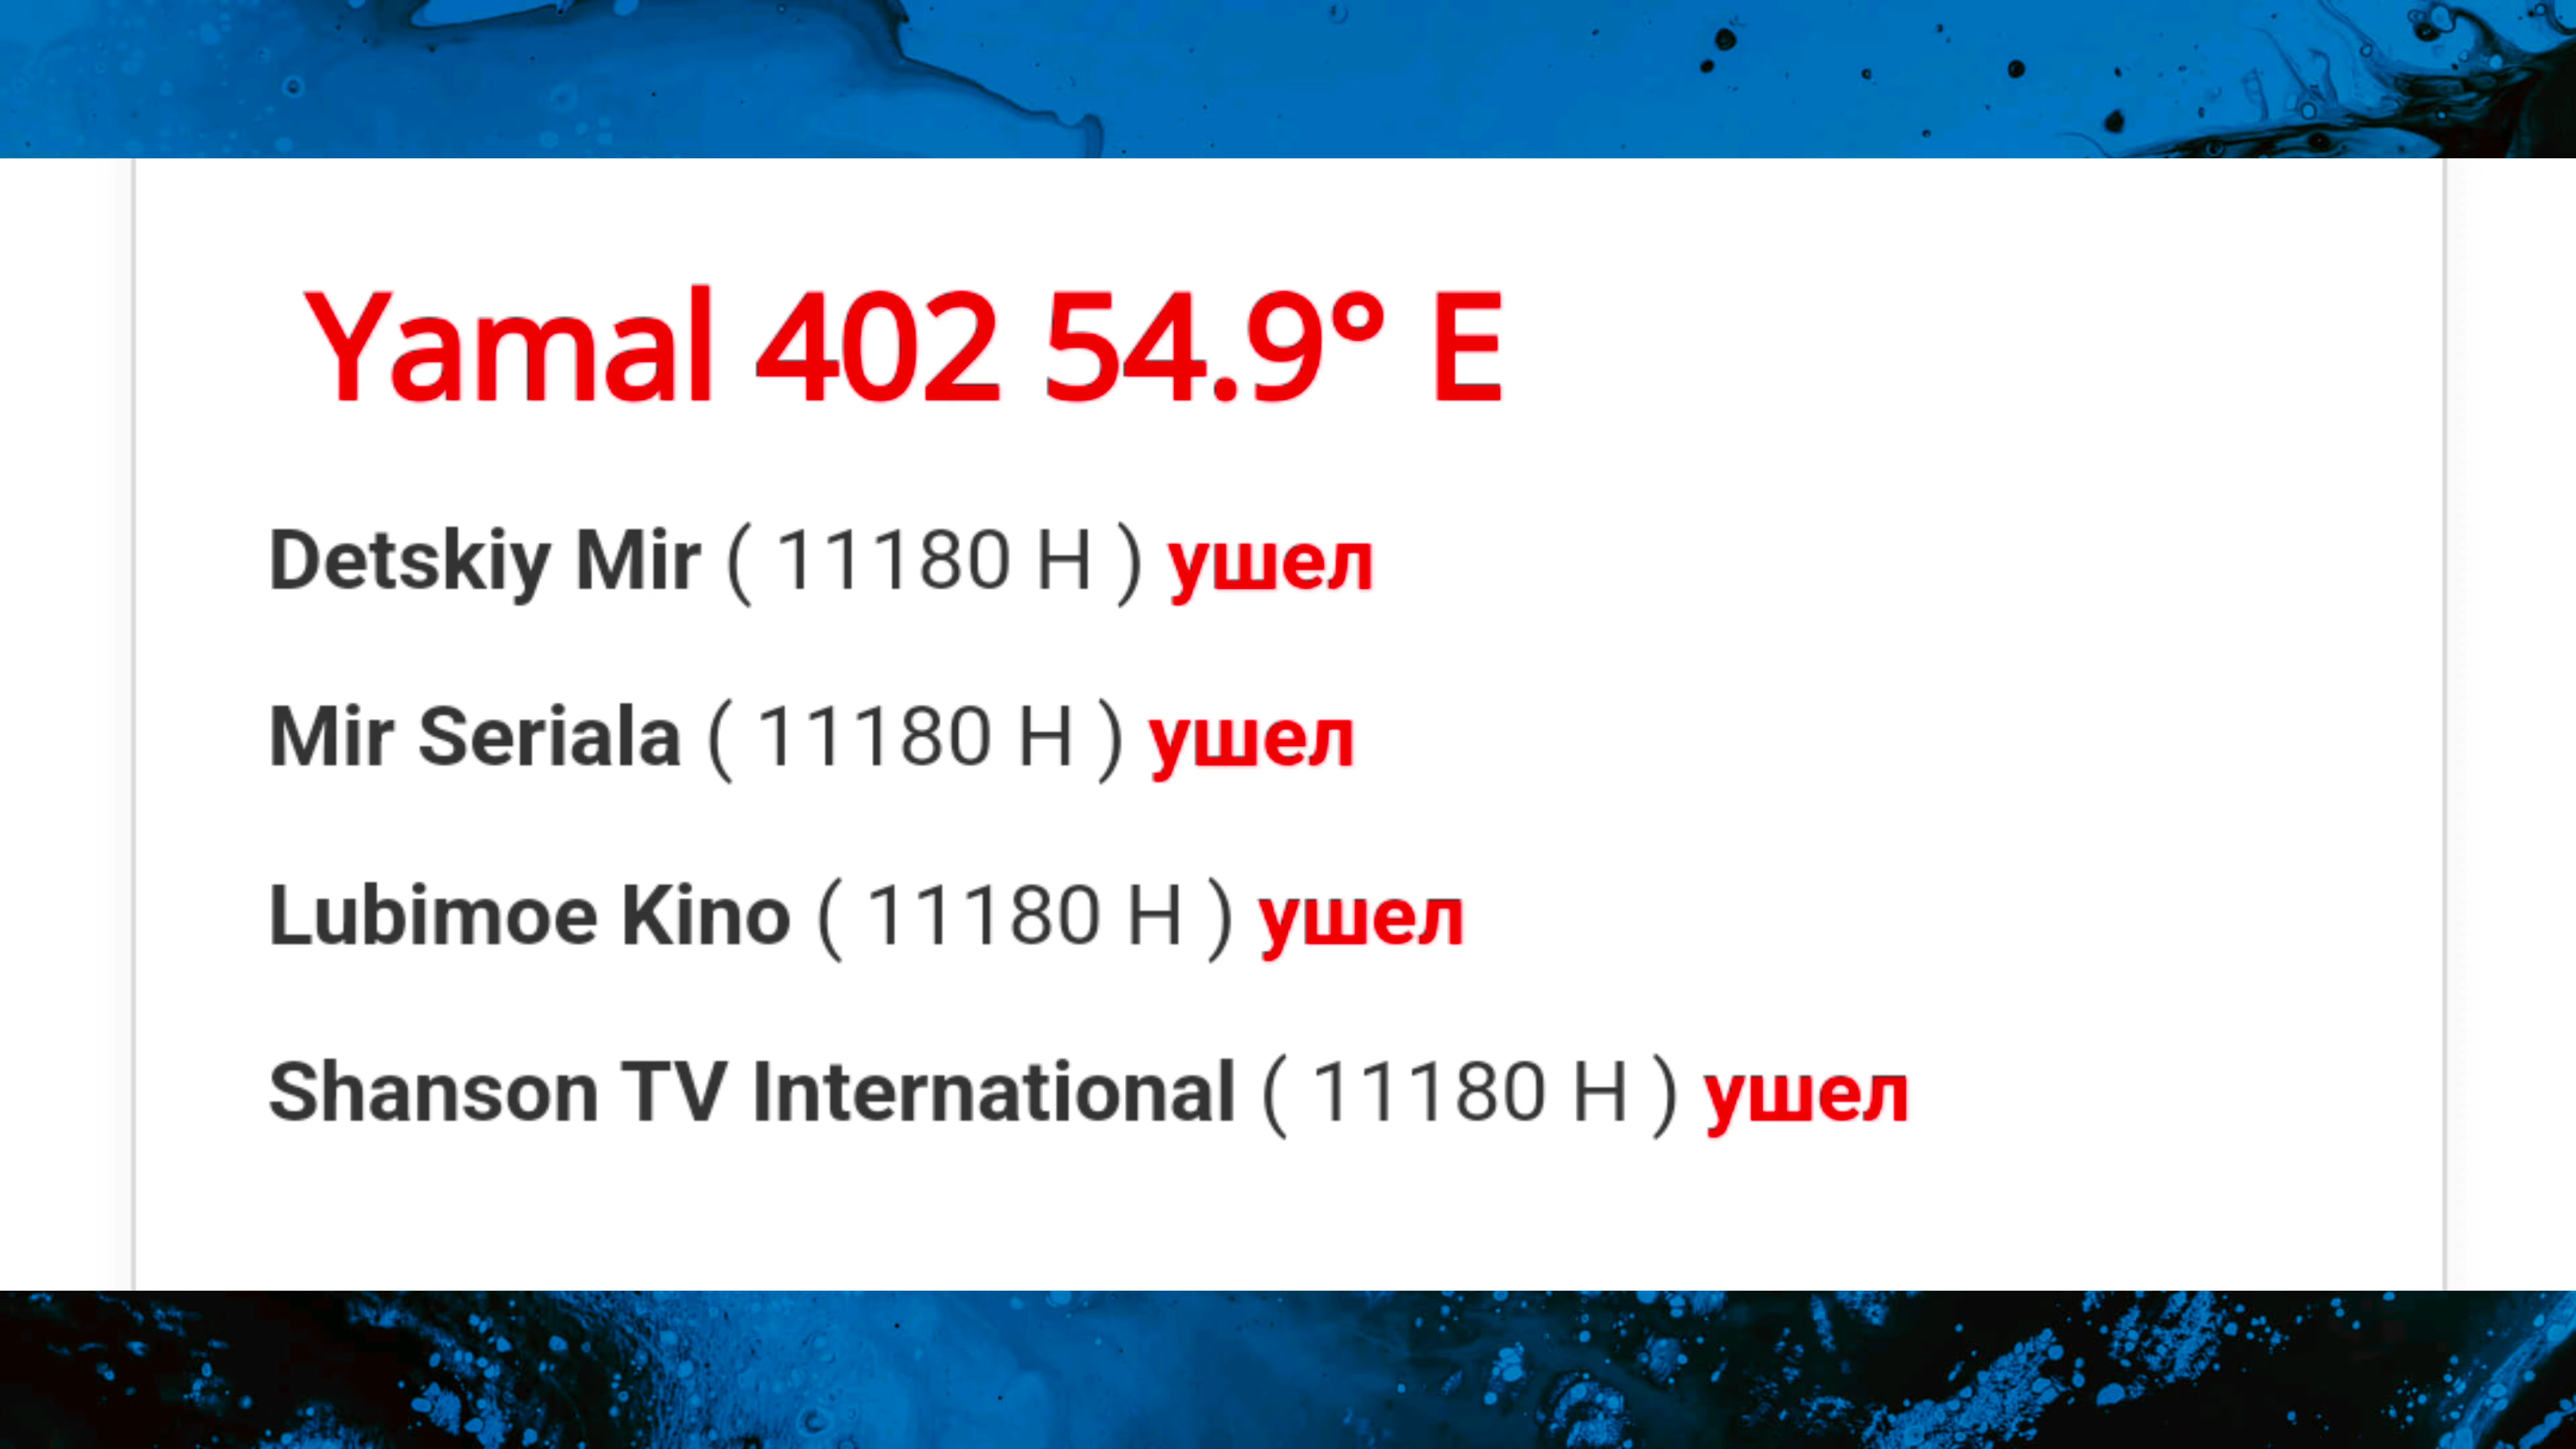 Yamal 402 54.9° E
Detskiy Mir ( 11180 H ) ушел
Mir Seriala ( 11180 H ) ушел
Lubimoe Kino ( 11180 H ) ушел
Shanson TV International ( 11180 H ) ушел